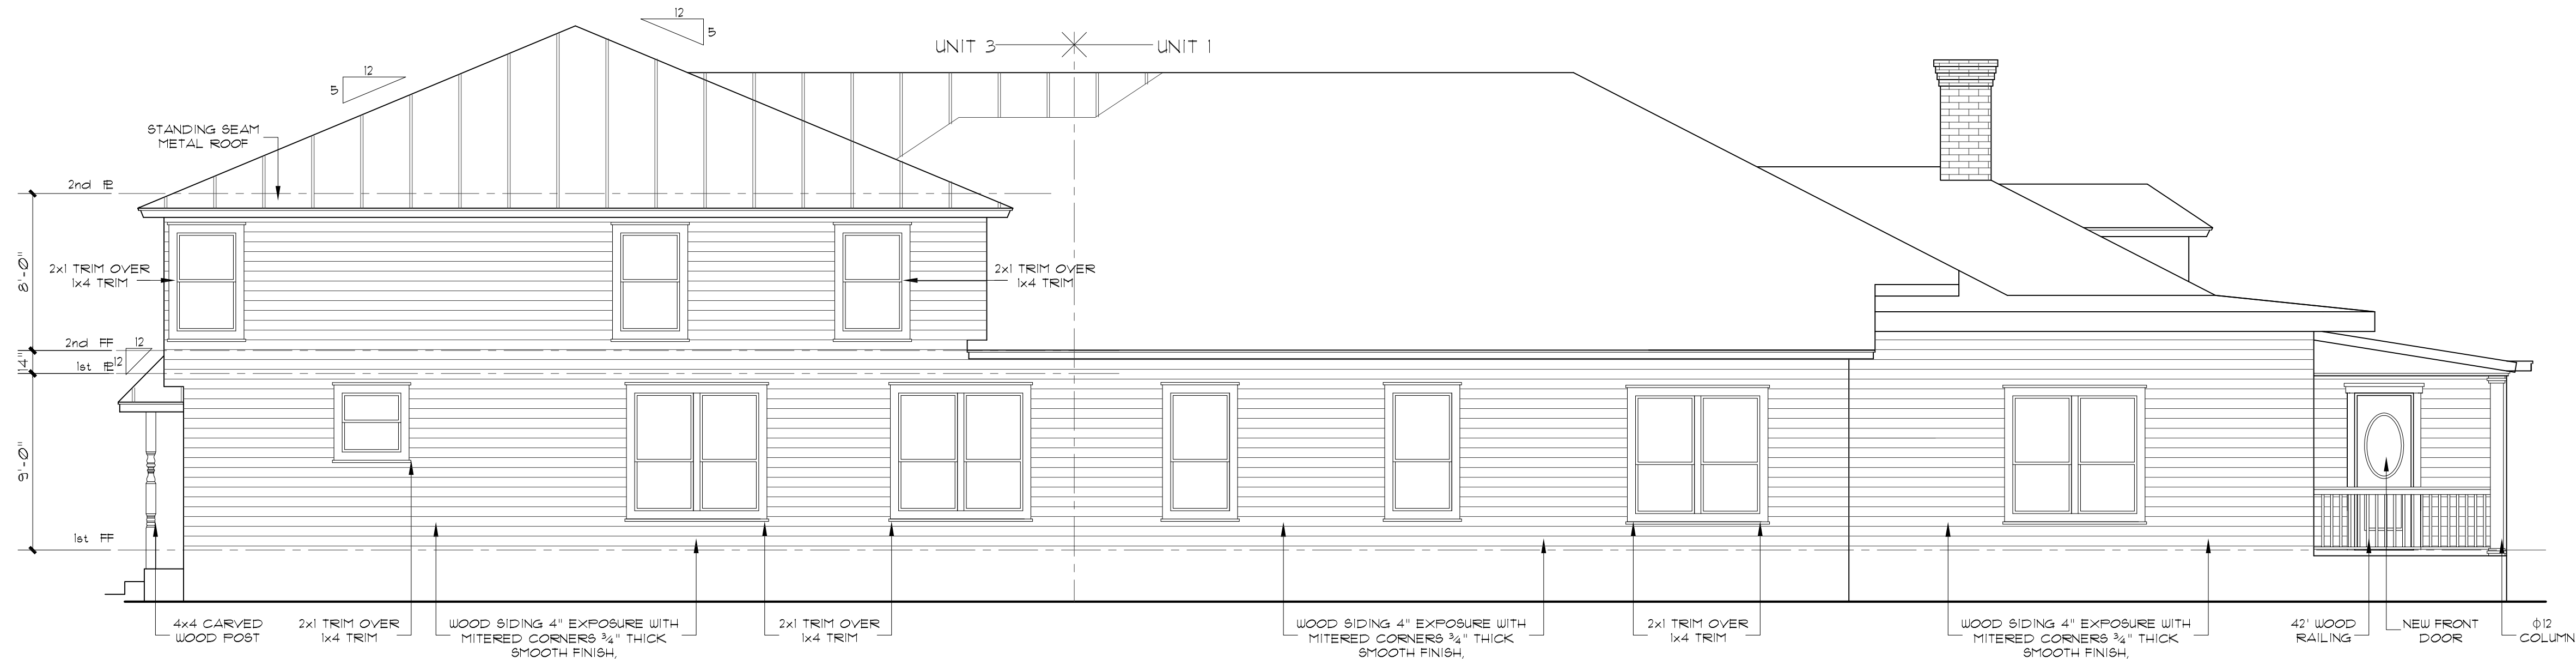 12
5
UNIT 3
UNIT 1
12
5
STANDING SEAM
METAL ROOF
2nd PL
8'-0"
2x1 TRIM OVER
1x4 TRIM
2x1 TRIM OVER
1x4 TRIM
2nd FF
12
12
14"
1st PL
9'-0"
1st FF
4x4 CARVED
WOOD POST
2x1 TRIM OVER
1x4 TRIM
WOOD SIDING 4" EXPOSURE WITH
MITERED CORNERS 3/4" THICK
SMOOTH FINISH,
2x1 TRIM OVER
1x4 TRIM
WOOD SIDING 4" EXPOSURE WITH
MITERED CORNERS 3/4" THICK
SMOOTH FINISH,
2x1 TRIM OVER
1x4 TRIM
WOOD SIDING 4" EXPOSURE WITH
MITERED CORNERS 3/4" THICK
SMOOTH FINISH,
42' WOOD
RAILING
NEW FRONT
DOOR
ϕ12
COLUMN